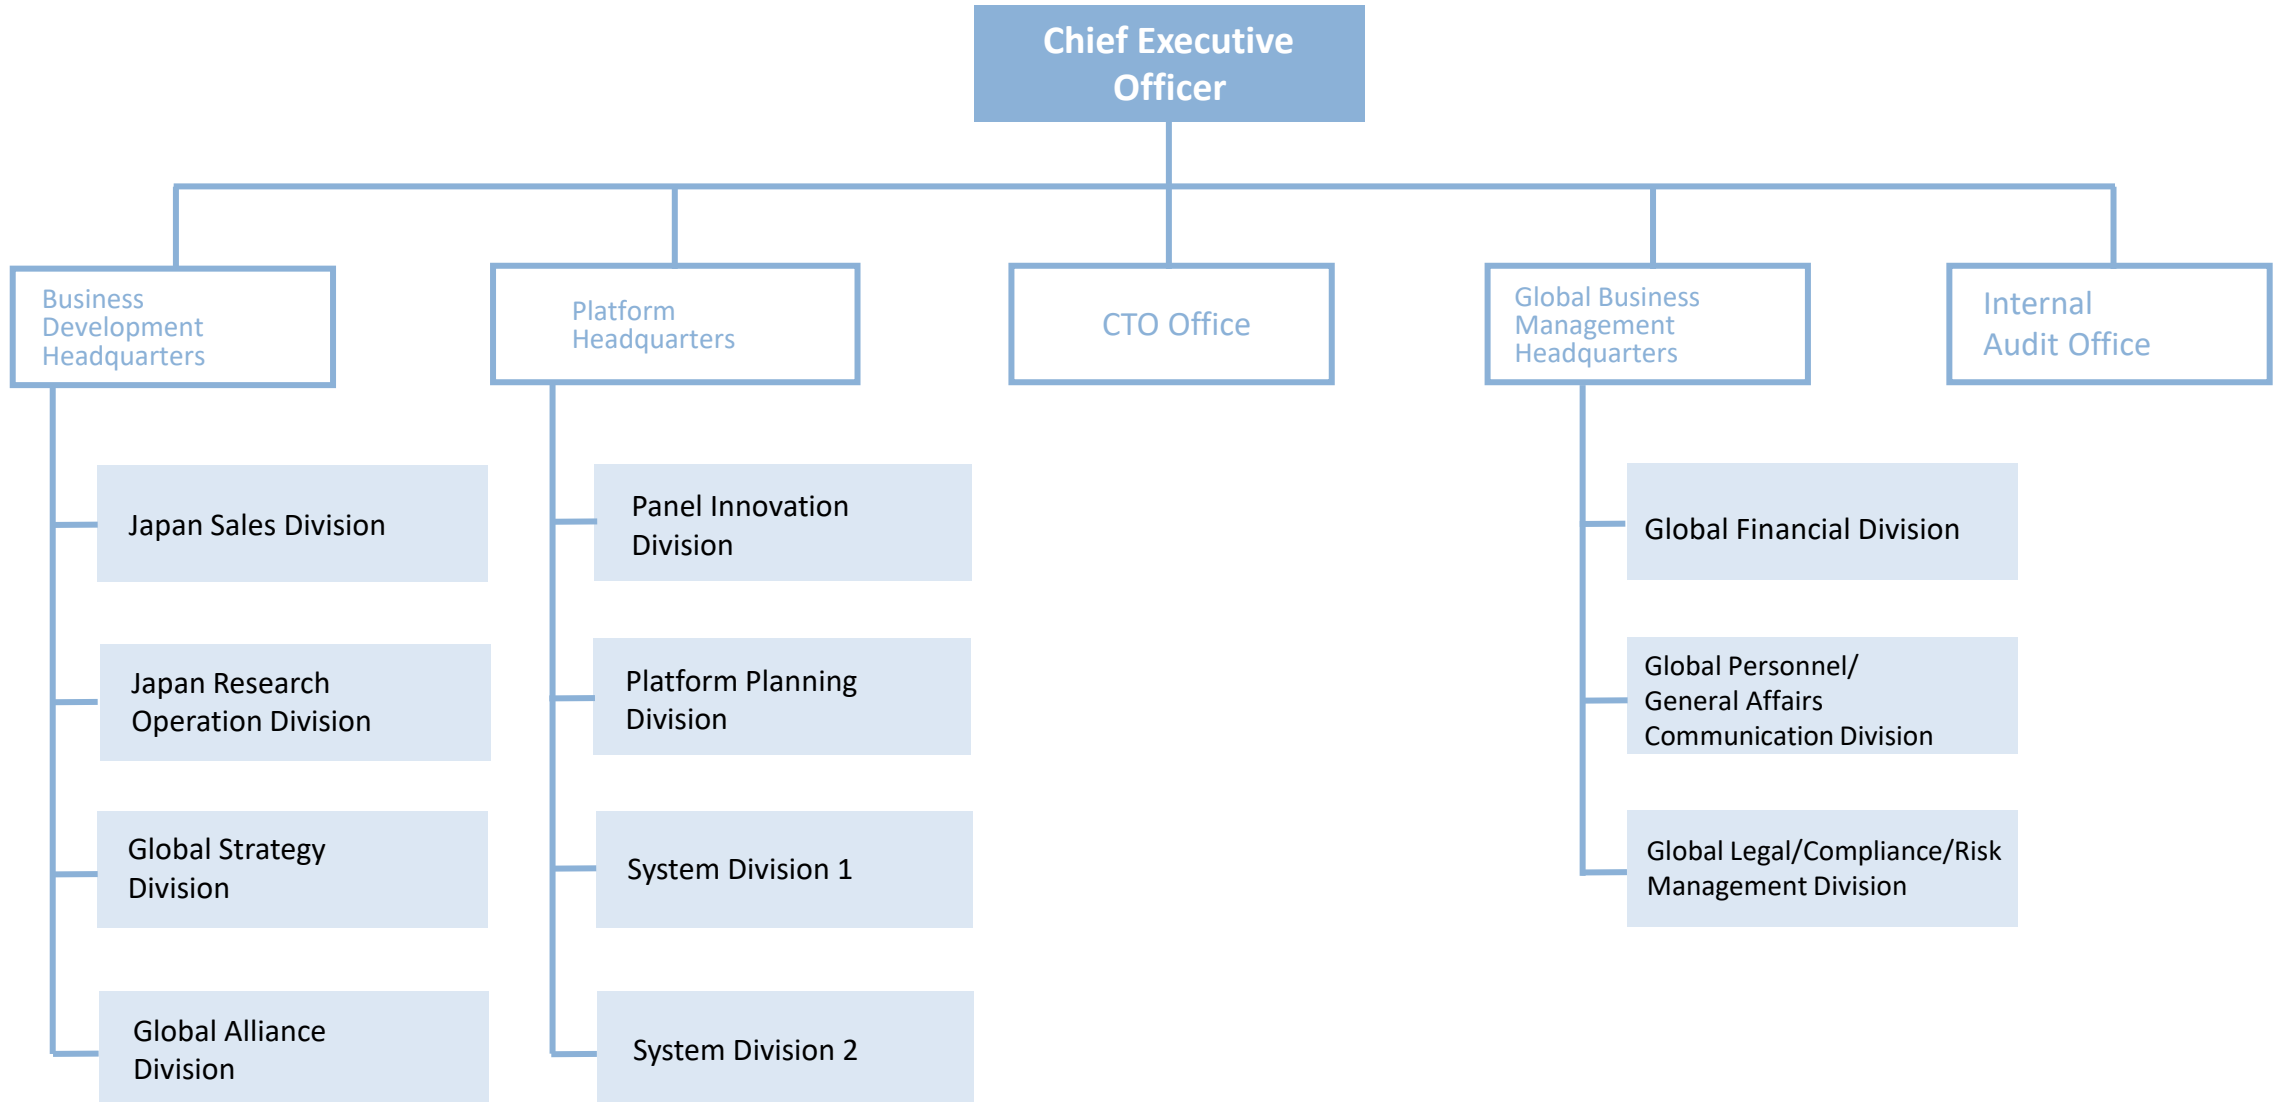 Chief Executive
Officer
Business
Development
Headquarters
Platform
Headquarters
CTO Office
Global Business
Management
Headquarters
Internal
Audit Office
Japan Sales Division
Japan Research
Operation Division
Global Strategy
Division
Global Alliance
Division
Panel Innovation
Division
Platform Planning
Division
System Division 1
System Division 2
Global Financial Division
Global Personnel/
General Affairs
Communication Division
Global Legal/Compliance/Risk
Management Division